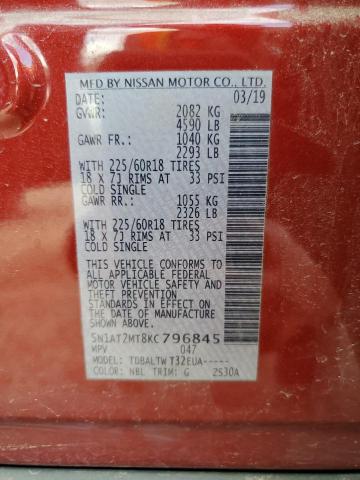 MFD BY NISSAN MOTOR CO., LTD.
DATE: 03/19
GVWR: 2082 KG
4590 LB
GAWR FR.: 1040 KG
2293 LB
WITH 225/60R18 TIRES
18 X 7J RIMS AT 33 PSI
COLD SINGLE
GAWR RR.: 1055 KG
2326 LB
WITH 225/60R18 TIRES
18 X 7J RIMS AT 33 PSI
COLD SINGLE
THIS VEHICLE CONFORMS TO
ALL APPLICABLE FEDERAL
MOTOR VEHICLE SAFETY AND
THEFT PREVENTION
STANDARDS IN EFFECT ON
THE DATE OF MANUFACTURE
SHOWN ABOVE.
5N1AT2MT8KC796845
MPV 047
MODEL: TDBALTW T32EUA-----
COLOR: NBL TRIM: G 2S30A